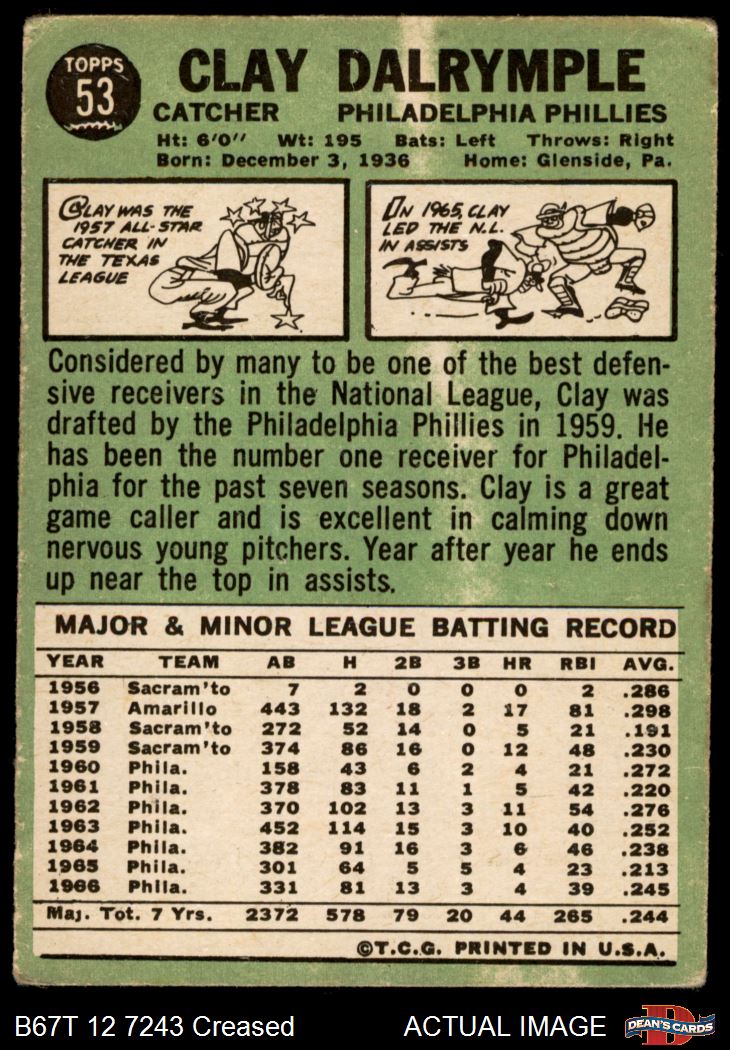 TOPPS
53
CLAY DALRYMPLE
CATCHER PHILADELPHIA PHILLIES
Ht: 6'0" Wt: 195 Bats: Left Throws: Right
Born: December 3, 1936 Home: Glenside, Pa.
CLAY WAS THE
1957 ALL-STAR
CATCHER IN
THE TEXAS
LEAGUE
IN 1965, CLAY
LED THE N.L.
IN ASSISTS
Considered by many to be one of the best defen-
sive receivers in the National League, Clay was
drafted by the Philadelphia Phillies in 1959. He
has been the number one receiver for Philadel-
phia for the past seven seasons. Clay is a great
game caller and is excellent in calming down
nervous young pitchers. Year after year he ends
up near the top in assists.
MAJOR & MINOR LEAGUE BATTING RECORD
YEAR TEAM AB H 2B 3B HR RBI AVG.
1956 Sacram'to 7 2 0 0 0 2 .286
1957 Amarillo 443 132 18 2 17 81 .298
1958 Sacram'to 272 52 14 0 5 21 .191
1959 Sacram'to 374 86 16 0 12 48 .230
1960 Phila. 158 43 6 2 4 21 .272
1961 Phila. 378 83 11 1 5 42 .220
1962 Phila. 370 102 13 3 11 54 .276
1963 Phila. 452 114 15 3 10 40 .252
1964 Phila. 382 91 16 3 6 46 .238
1965 Phila. 301 64 5 5 4 23 .213
1966 Phila. 331 81 13 3 4 39 .245
Maj. Tot. 7 Yrs. 2372 578 79 20 44 265 .244
©T.C.G. PRINTED IN U.S.A.
B67T 12 7243 Creased ACTUAL IMAGE
D
DEAN'S CARDS